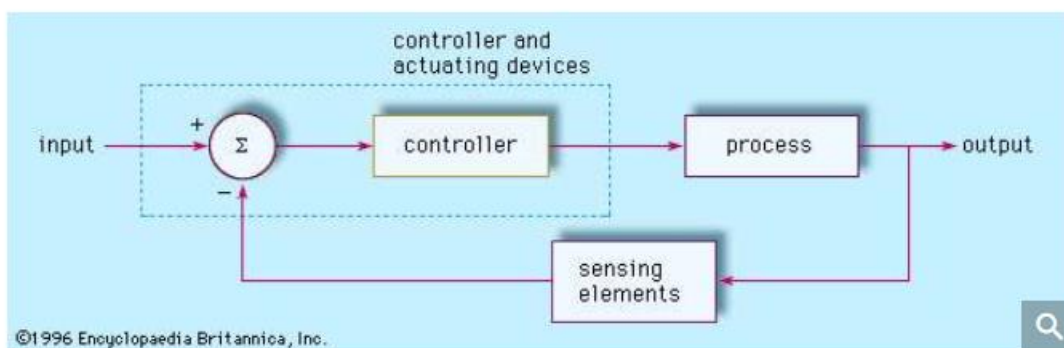 controller and
actuating devices
input
+
Σ
−
controller
process
output
sensing
elements
©1996 Encyclopaedia Britannica, Inc.